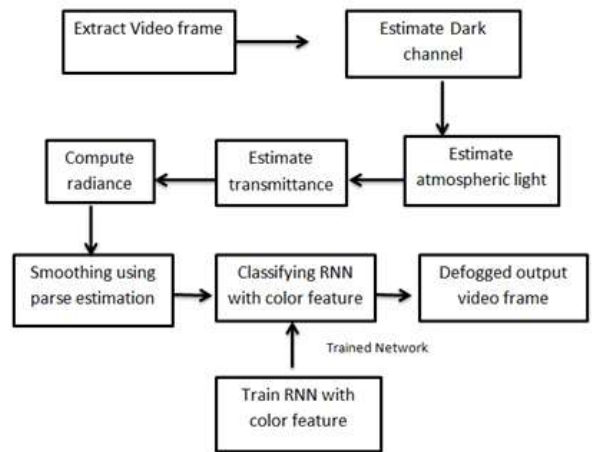 Extract Video frame
Estimate Dark
channel
Estimate
atmospheric light
Estimate
transmittance
Compute
radiance
Smoothing using
parse estimation
Classifying RNN
with color feature
Defogged output
video frame
Trained Network
Train RNN with
color feature